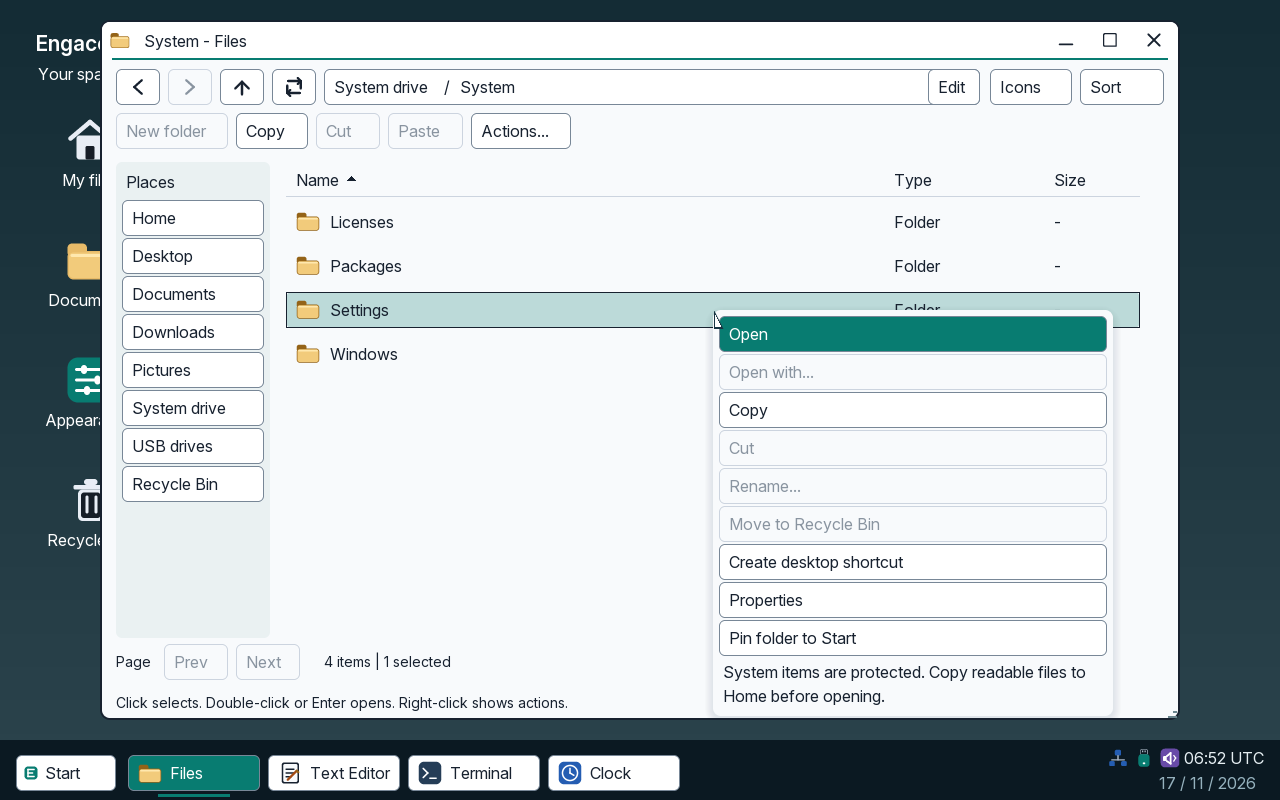 Your
System - Files
System drive / System
Edit
Icons
Sort
New folder
Copy
Cut
Paste
Actions...
My
Places
Home
Desktop
Documents
Downloads
Pictures
System drive
USB drives
Recycle Bin
Name
Type
Size
Licenses
Folder
-
Packages
Folder
-
Settings
Folder
Windows
Open
Open with...
Copy
Cut
Rename...
Move to Recycle Bin
Create desktop shortcut
Properties
Pin folder to Start
System items are protected. Copy readable files to
Home before opening.
Page
Prev
Next
4 items | 1 selected
Click selects. Double-click or Enter opens. Right-click shows actions.
Start
Files
Text Editor
Terminal
Clock
06:52 UTC
17 / 11 / 2026